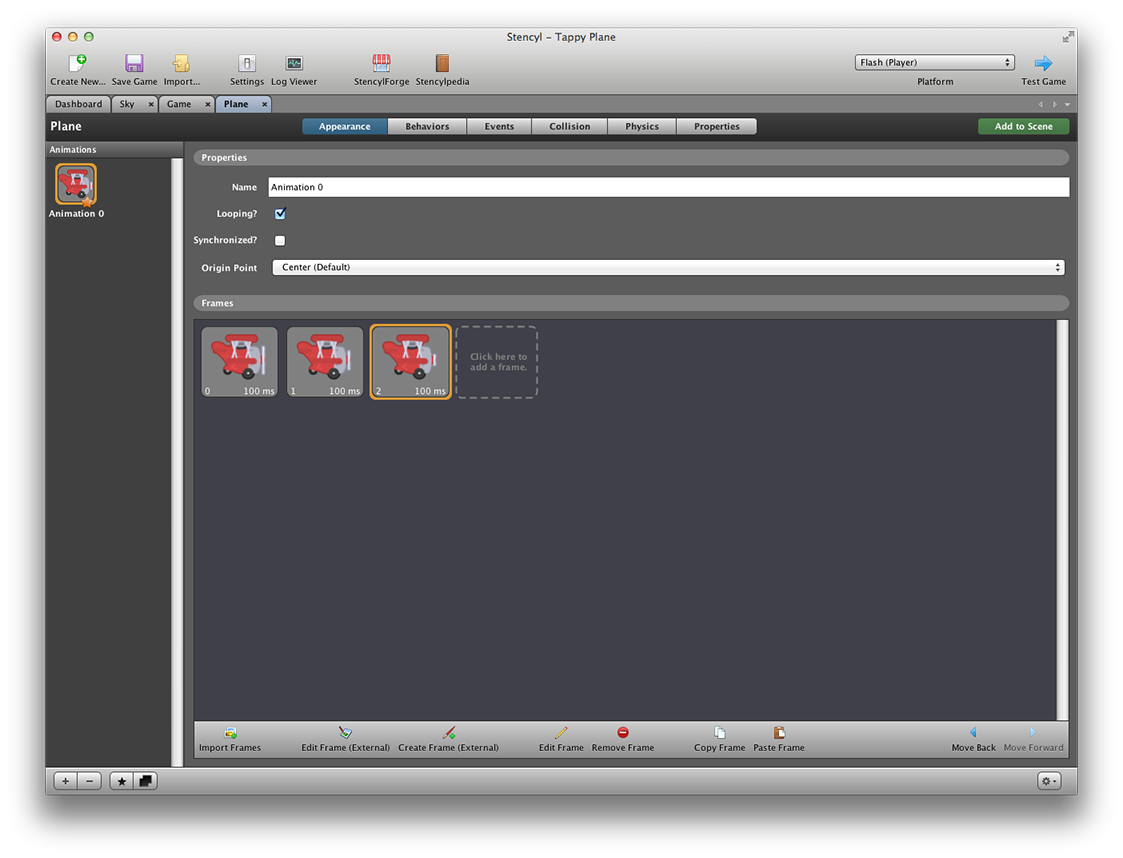 Stencyl - Tappy Plane
Create New... Save Game Import... Settings Log Viewer StencylForge Stencylpedia Flash (Player) Platform Test Game
Dashboard Sky × Game × Plane ×
Plane Appearance Behaviors Events Collision Physics Properties Add to Scene
Animations
Animation 0
Properties
Name Animation 0
Looping?
Synchronized?
Origin Point Center (Default)
Frames
0 100 ms 1 100 ms 2 100 ms
Click here to
add a frame.
Import Frames Edit Frame (External) Create Frame (External) Edit Frame Remove Frame Copy Frame Paste Frame Move Back Move Forward